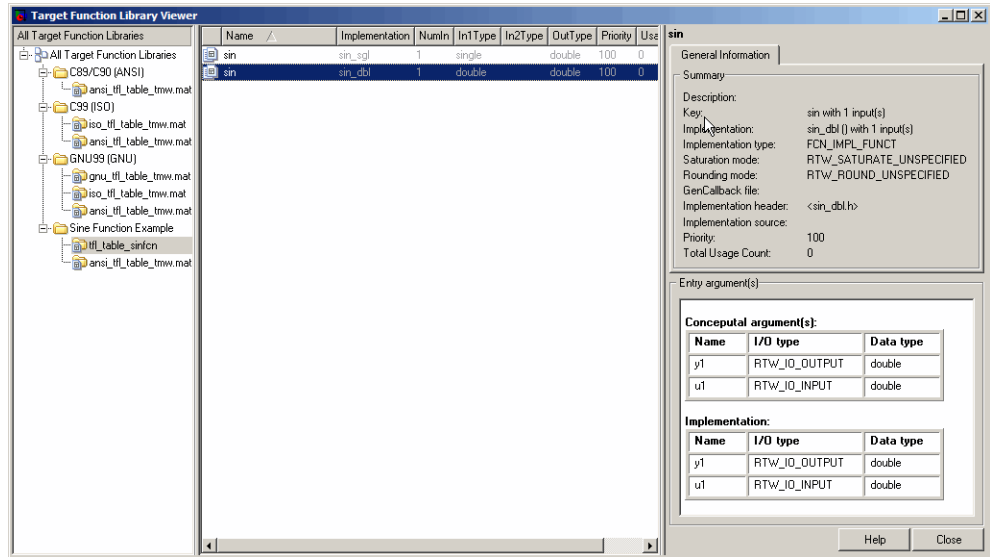 Target Function Library Viewer
All Target Function Libraries
All Target Function Libraries
C89/C90 (ANSI)
ansi_tfl_table_tmw.mat
C99 (ISO)
iso_tfl_table_tmw.mat
ansi_tfl_table_tmw.mat
GNU99 (GNU)
gnu_tfl_table_tmw.mat
iso_tfl_table_tmw.mat
ansi_tfl_table_tmw.mat
Sine Function Example
tfl_table_sinfcn
ansi_tfl_table_tmw.mat
Name Implementation NumIn In1Type In2Type OutType Priority Usa
sin sin_sgl 1 single double 100 0
sin sin_dbl 1 double double 100 0
sin
General Information
Summary
Description:
Key: sin with 1 input(s)
Implementation: sin_dbl () with 1 input(s)
Implementation type: FCN_IMPL_FUNCT
Saturation mode: RTW_SATURATE_UNSPECIFIED
Rounding mode: RTW_ROUND_UNSPECIFIED
GenCallback file:
Implementation header: <sin_dbl.h>
Implementation source:
Priority: 100
Total Usage Count: 0
Entry argument(s)
Conceputal argument(s):
Name I/O type Data type
y1 RTW_IO_OUTPUT double
u1 RTW_IO_INPUT double
Implementation:
Name I/O type Data type
y1 RTW_IO_OUTPUT double
u1 RTW_IO_INPUT double
Help Close